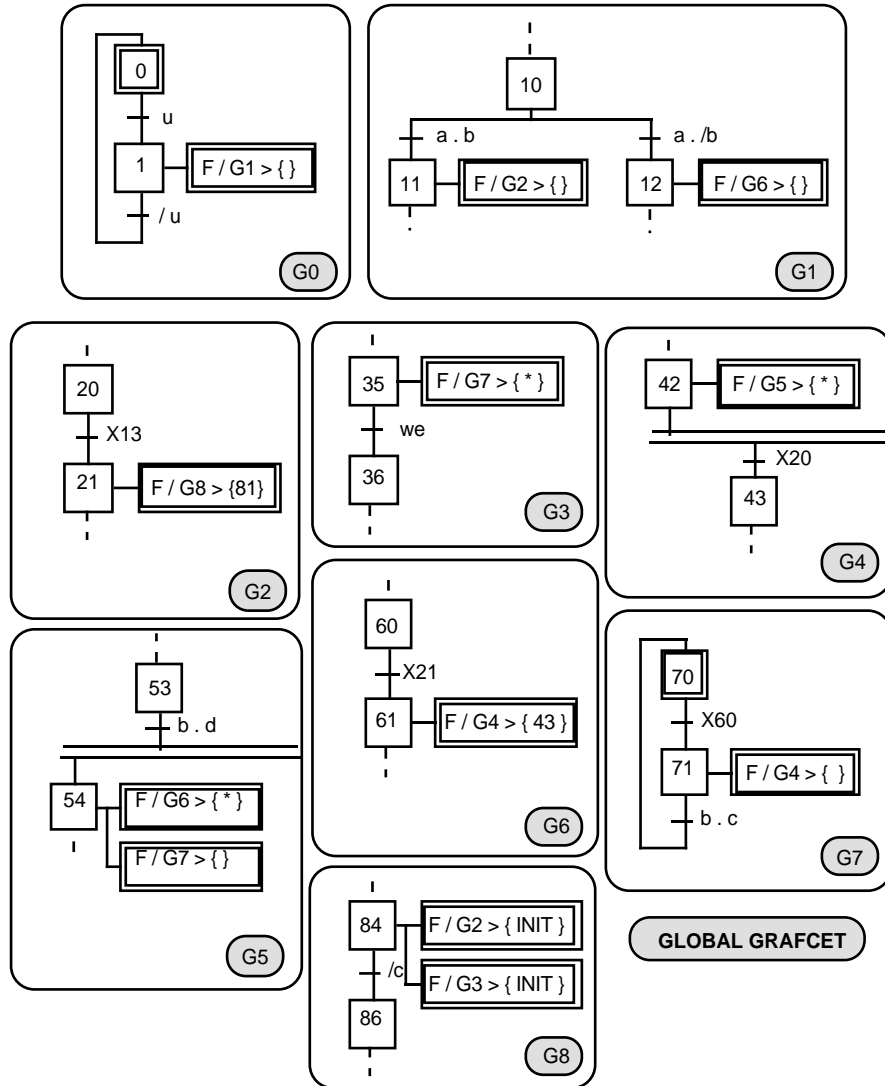 0
u
1
F / G1 > { }
/ u
G0
10
a . b
a . /b
11
F / G2 > { }
12
F / G6 > { }
G1
20
X13
21
F / G8 > {81}
G2
35
F / G7 > { * }
we
36
G3
42
F / G5 > { * }
X20
43
G4
53
b . d
54
F / G6 > { * }
F / G7 > { }
G5
60
X21
61
F / G4 > { 43 }
G6
70
X60
71
F / G4 > { }
b . c
G7
84
F / G2 > { INIT }
/c
F / G3 > { INIT }
86
G8
GLOBAL GRAFCET